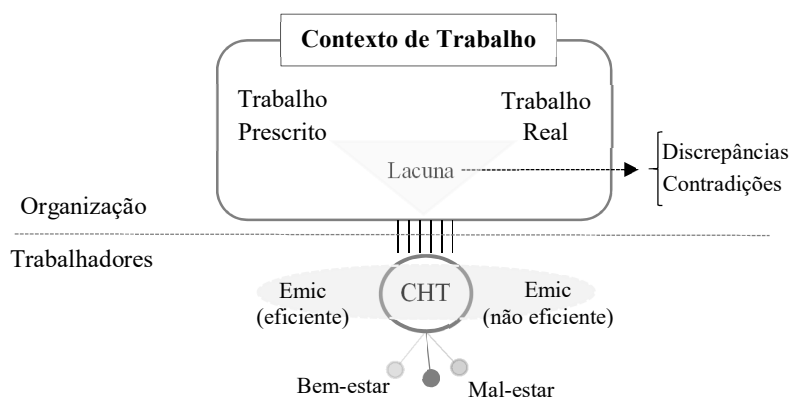 Contexto de Trabalho
Trabalho
Prescrito
Trabalho
Real
Lacuna
Discrepâncias
Contradições
Organização
Trabalhadores
Emic
(eficiente)
CHT
Emic
(não eficiente)
Bem-estar
Mal-estar